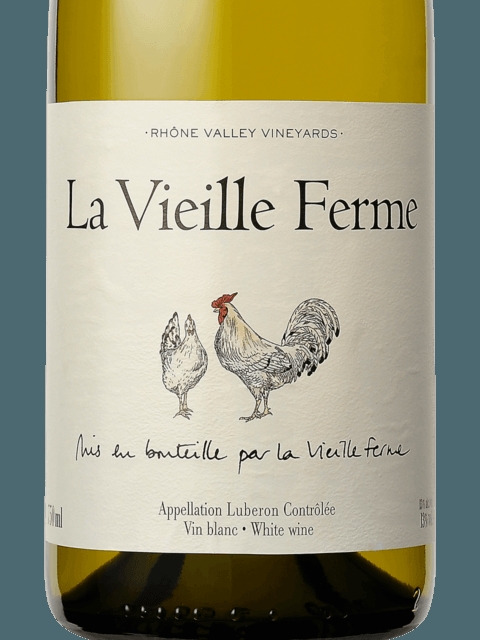 · RHÔNE VALLEY VINEYARDS ·
La Vieille Ferme
Mis en bouteille par La Vieille Ferme
Appellation Luberon Contrôlée
Vin blanc • White wine